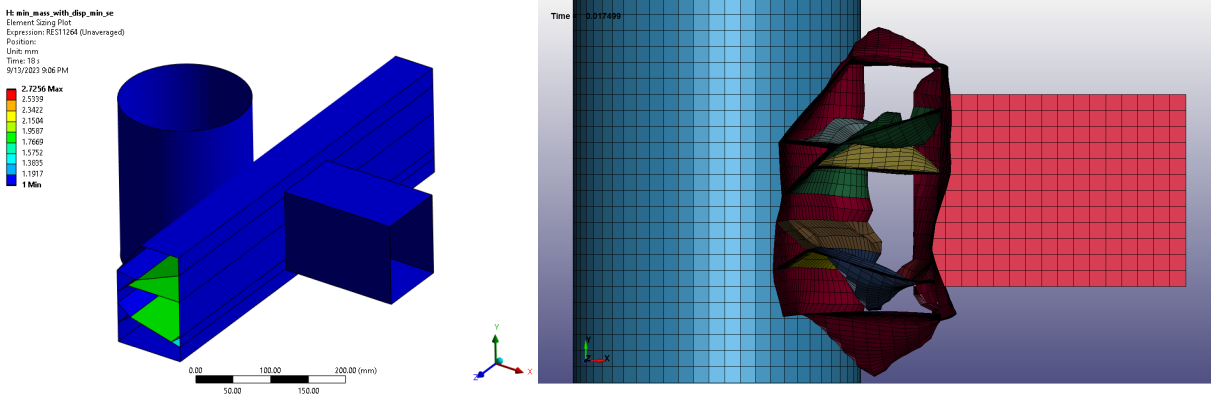 H: min_mass_with_disp_min_se
Element Sizing Plot
Expression: RES11264 (Unaveraged)
Position:
Unit: mm
Time: 18 s
9/13/2023 9:06 PM
2.7256 Max
2.5339
2.3422
2.1504
1.9587
1.7669
1.5752
1.3835
1.1917
1 Min
0.00 100.00 200.00 (mm)
50.00 150.00
Y
X
Z
Time = 0.017499
Y
Z X